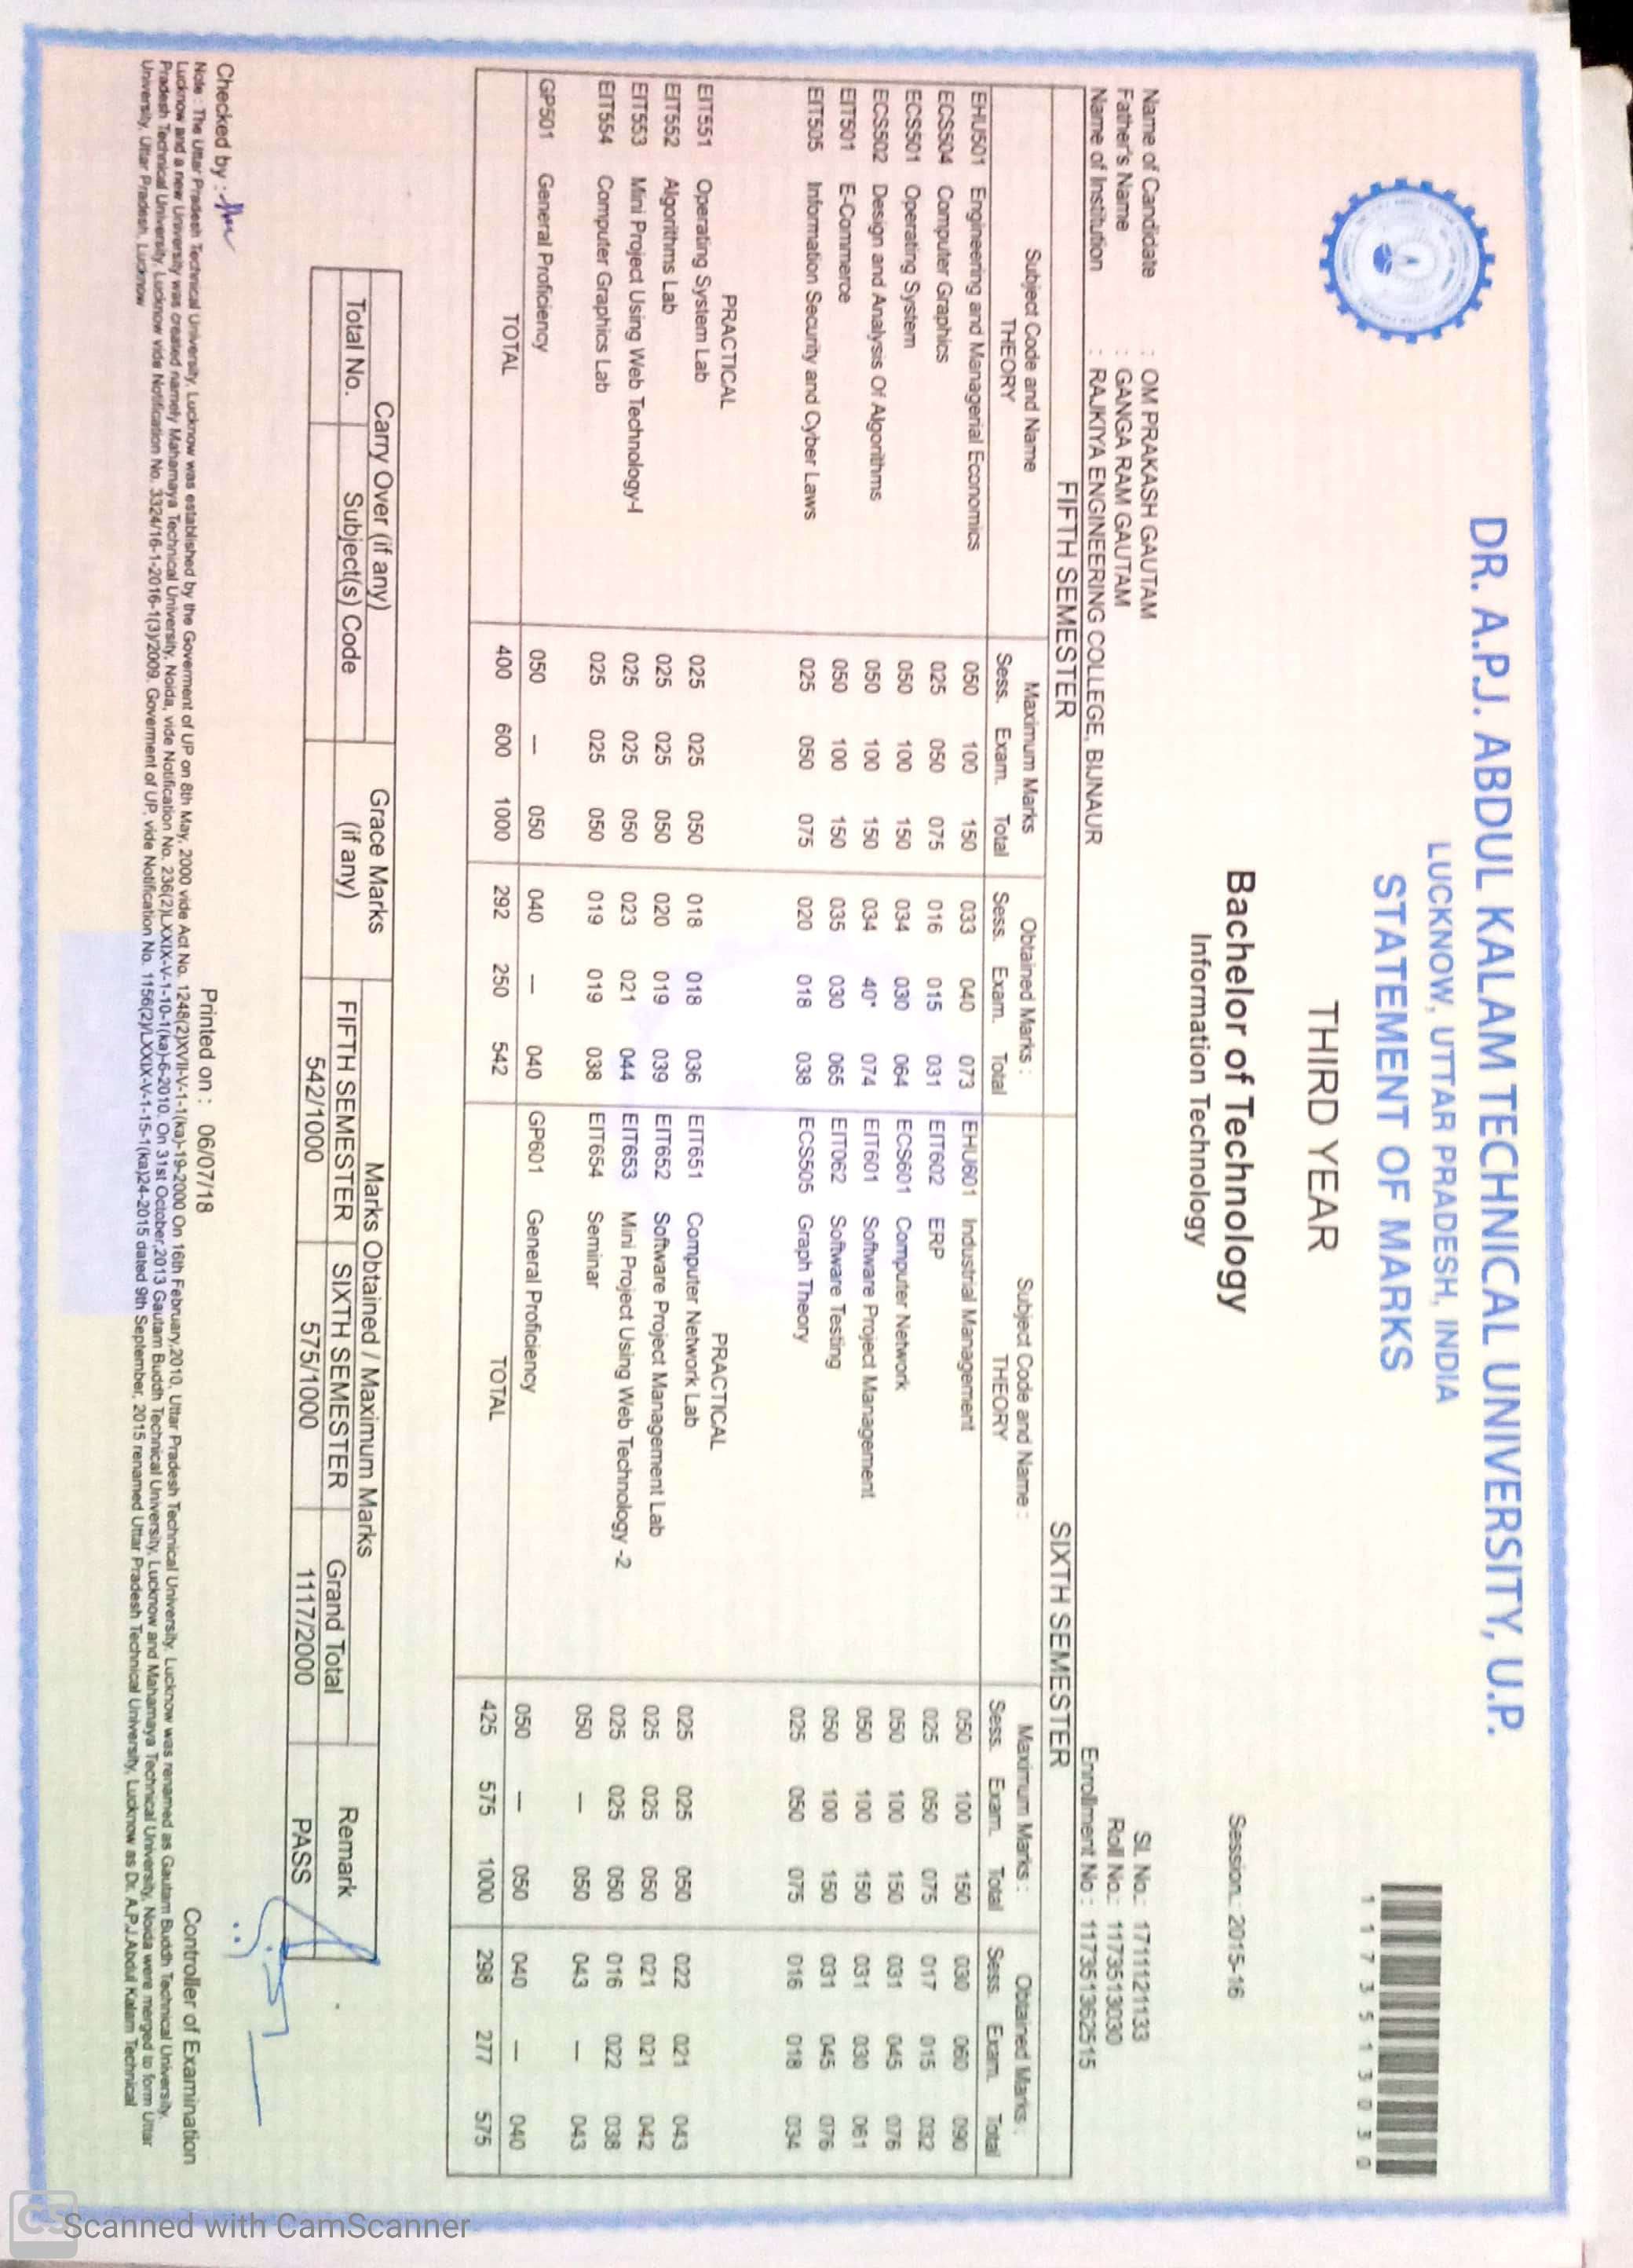 DR. A.P.J. ABDUL KALAM TECHNICAL UNIVERSITY, U.P.
LUCKNOW, UTTAR PRADESH, INDIA
STATEMENT OF MARKS
1 1 7 3 5 1 3 0 3 0
THIRD YEAR
Bachelor of Technology
Session.: 2015-16
Information Technology
Name of Candidate : OM PRAKASH GAUTAM
Sl. No.: 1711121133
Father's Name : GANGA RAM GAUTAM
Roll No.: 1173513030
Name of Institution : RAJKIYA ENGINEERING COLLEGE, BIJNAUR
Enrollment No : 117351362515
FIFTH SEMESTER
Subject Code and Name Maximum Marks Obtained Marks :
THEORY Sess. Exam. Total Sess. Exam. Total
EHU501 Engineering and Managerial Economics 050 100 150 033 040 073
ECS504 Computer Graphics 025 050 075 016 015 031
ECS501 Operating System 050 100 150 034 030 064
ECS502 Design and Analysis Of Algorithms 050 100 150 034 40* 074
EIT501 E-Commerce 050 100 150 035 030 065
EIT505 Information Security and Cyber Laws 025 050 075 020 018 038
PRACTICAL
EIT551 Operating System Lab 025 025 050 018 018 036
EIT552 Algorithms Lab 025 025 050 020 019 039
EIT553 Mini Project Using Web Technology-I 025 025 050 023 021 044
EIT554 Computer Graphics Lab 025 025 050 019 019 038
GP501 General Proficiency 050 — 050 040 — 040
TOTAL 400 600 1000 292 250 542
SIXTH SEMESTER
Subject Code and Name : Maximum Marks : Obtained Marks :
THEORY Sess. Exam. Total Sess. Exam. Total
EHU601 Industrial Management 050 100 150 030 060 090
EIT602 ERP 025 050 075 017 015 032
ECS601 Computer Network 050 100 150 031 045 076
EIT601 Software Project Management 050 100 150 031 030 061
EIT062 Software Testing 050 100 150 031 045 076
ECS505 Graph Theory 025 050 075 016 018 034
PRACTICAL
EIT651 Computer Network Lab 025 025 050 022 021 043
EIT652 Software Project Management Lab 025 025 050 021 021 042
EIT653 Mini Project Using Web Technology -2 025 025 050 016 022 038
EIT654 Seminar 050 — 050 043 — 043
GP601 General Proficiency 050 — 050 040 — 040
TOTAL 425 575 1000 298 277 575
Carry Over (if any) Grace Marks (if any) Marks Obtained / Maximum Marks Remark
Total No. Subject(s) Code FIFTH SEMESTER SIXTH SEMESTER Grand Total
542/1000 575/1000 1117/2000 PASS
Checked by :
Printed on : 06/07/18
Controller of Examination
Note : The Uttar Pradesh Technical University, Lucknow was established by the Goverment of UP on 8th May, 2000 vide Act No. 1248(2)XVII-V-1-1(ka)-19-2000 On 16th February,2010, Uttar Pradesh Technical University. Lucknow was renamed as Gautam Buddh Technical University,
Lucknow and a new University was created namely Mahamaya Technical University, Noida, vide Notification No. 236(2)LXXIX-V-1-10-1(ka)-6-2010. On 31st October,2013 Gautam Buddh Technical University, Lucknow and Mahamaya Technical University, Noida were merged to form Uttar
Pradesh Technical University, Lucknow vide Notification No. 3324/16-1-2016-1(3)/2009. Goverment of UP, vide Notification No. 1156(2)/LXXIX-V-1-15-1(ka)24-2015 dated 9th September, 2015 renamed Uttar Pradesh Technical University, Lucknow as Dr. A.P.J.Abdul Kalam Technical
University, Uttar Pradesh, Lucknow
Scanned with CamScanner
CS